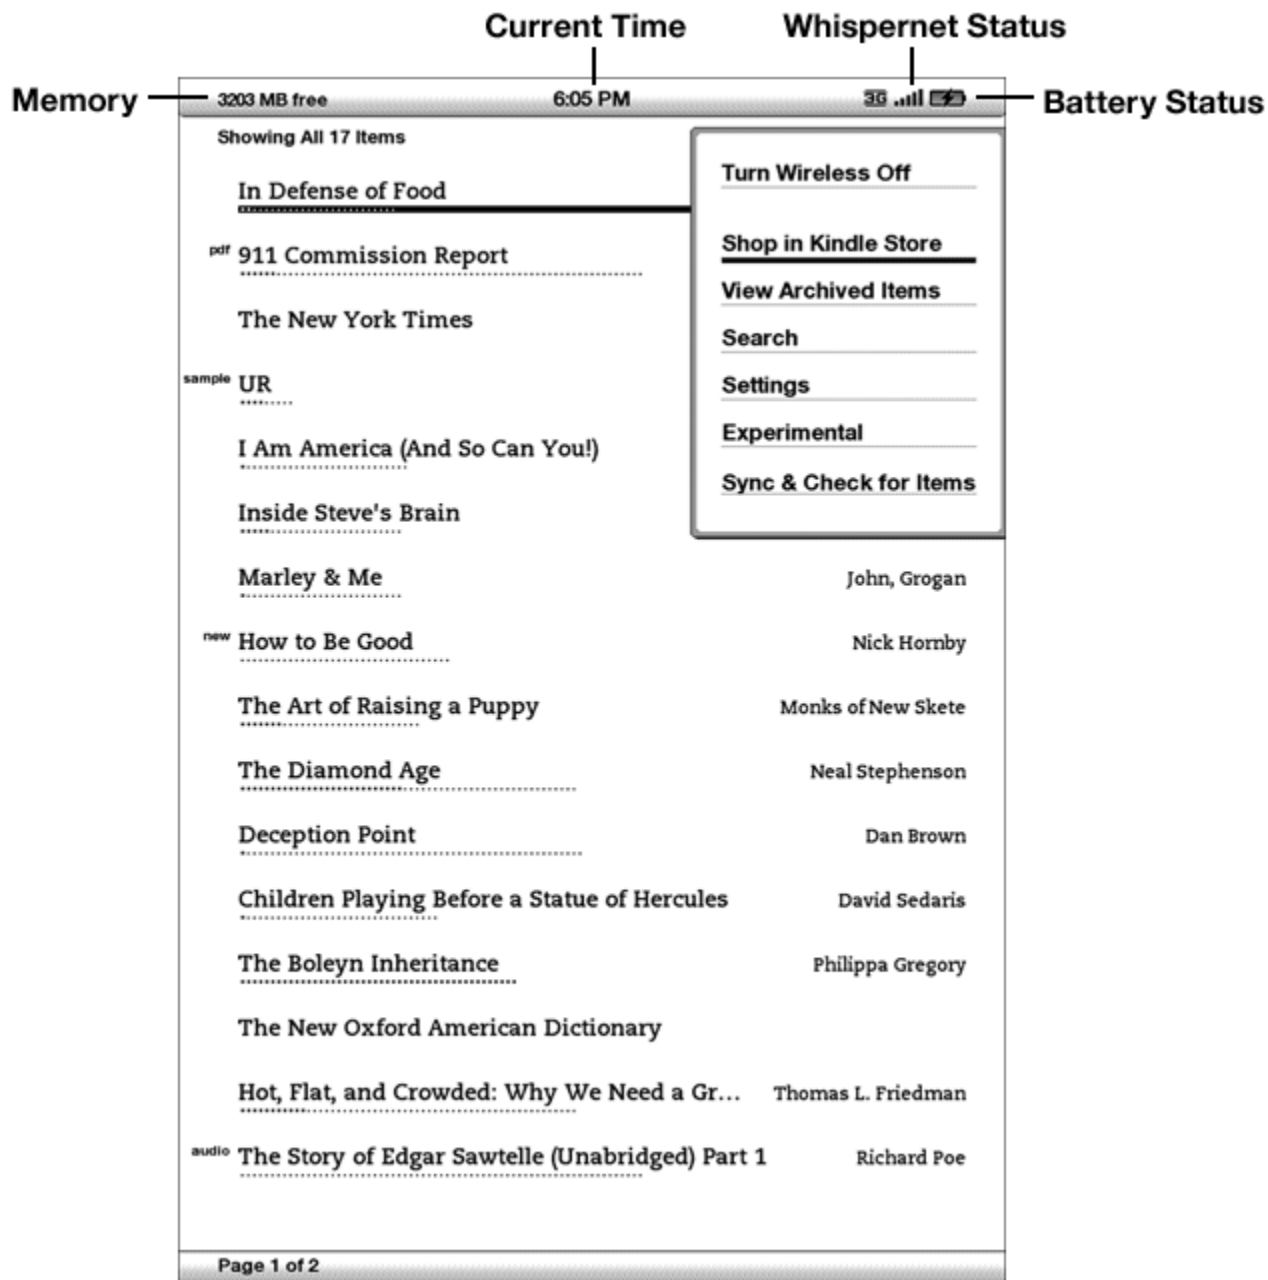 Current Time
Whispernet Status
Memory
3203 MB free
6:05 PM
3G
Battery Status
Showing All 17 Items
In Defense of Food
pdf 911 Commission Report
The New York Times
sample UR
I Am America (And So Can You!)
Inside Steve's Brain
Turn Wireless Off
Shop in Kindle Store
View Archived Items
Search
Settings
Experimental
Sync & Check for Items
Marley & Me John, Grogan
new How to Be Good Nick Hornby
The Art of Raising a Puppy Monks of New Skete
The Diamond Age Neal Stephenson
Deception Point Dan Brown
Children Playing Before a Statue of Hercules David Sedaris
The Boleyn Inheritance Philippa Gregory
The New Oxford American Dictionary
Hot, Flat, and Crowded: Why We Need a Gr... Thomas L. Friedman
audio The Story of Edgar Sawtelle (Unabridged) Part 1 Richard Poe
Page 1 of 2